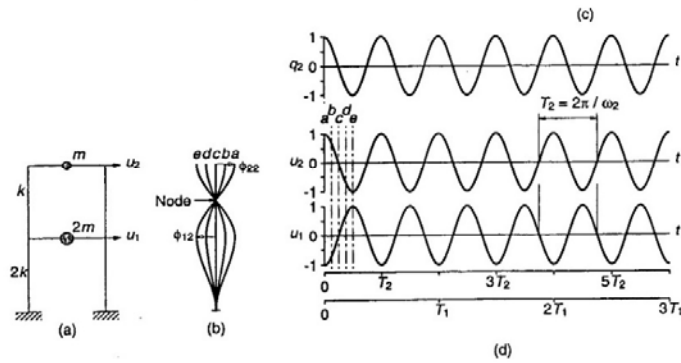 (c)
1
q2 0
-1
t
T2 = 2π / ω2
b d
a c e
1
u2 0
-1
t
1
u1 0
-1
t
0 T2 3T2 5T2
0 T1 2T1 3T1
(d)
m
u2
k
2m
u1
2k
(a)
e d c b a
ϕ22
Node
ϕ12
(b)